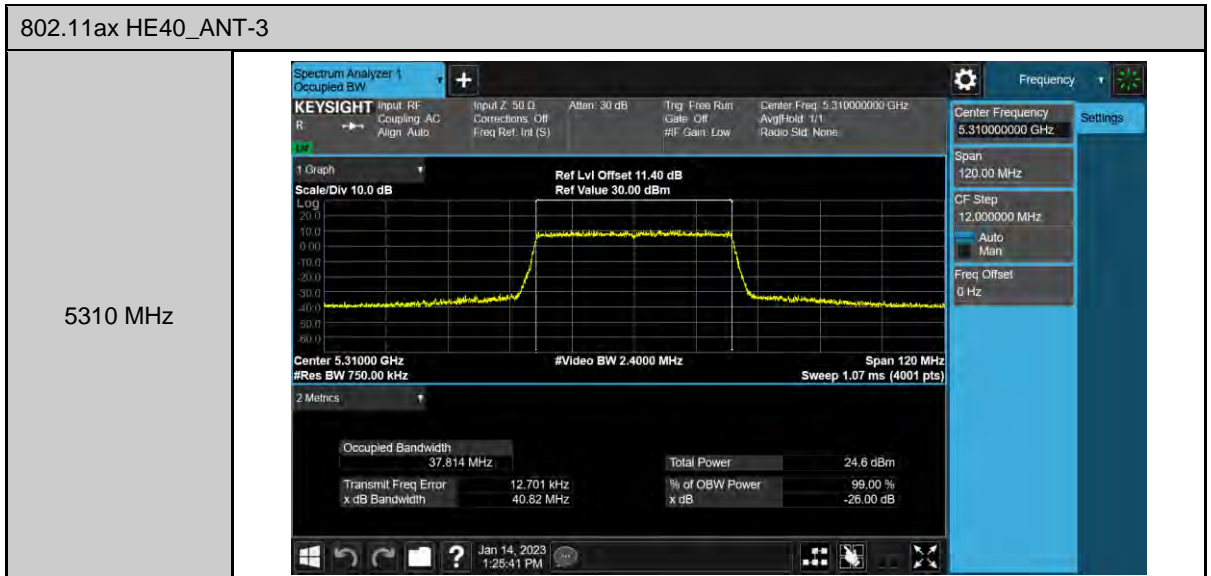 802.11ax HE40_ANT-3
5310 MHz
Spectrum Analyzer 1
Occupied BW
Frequency
KEYSIGHT
R
Input: RF
Coupling: AC
Align: Auto
Input Z: 50 Ω
Corrections: Off
Freq Ref: Int (S)
Atten: 30 dB
Trig: Free Run
Gate: Off
#IF Gain: Low
Center Freq: 5.310000000 GHz
Avg|Hold: 1/1
Radio Std: None
Center Frequency
5.310000000 GHz
Settings
Span
120.00 MHz
CF Step
12.000000 MHz
Auto
Man
Freq Offset
0 Hz
1 Graph
Scale/Div 10.0 dB
Ref Lvl Offset 11.40 dB
Ref Value 30.00 dBm
Log
20.0
10.0
0.00
-10.0
-20.0
-30.0
-40.0
-50.0
-60.0
Center 5.31000 GHz
#Res BW 750.00 kHz
#Video BW 2.4000 MHz
Span 120 MHz
Sweep 1.07 ms (4001 pts)
2 Metrics
Occupied Bandwidth
37.814 MHz
Total Power 24.6 dBm
Transmit Freq Error 12.701 kHz
% of OBW Power 99.00 %
x dB Bandwidth 40.82 MHz
x dB -26.00 dB
?
Jan 14, 2023
1:25:41 PM